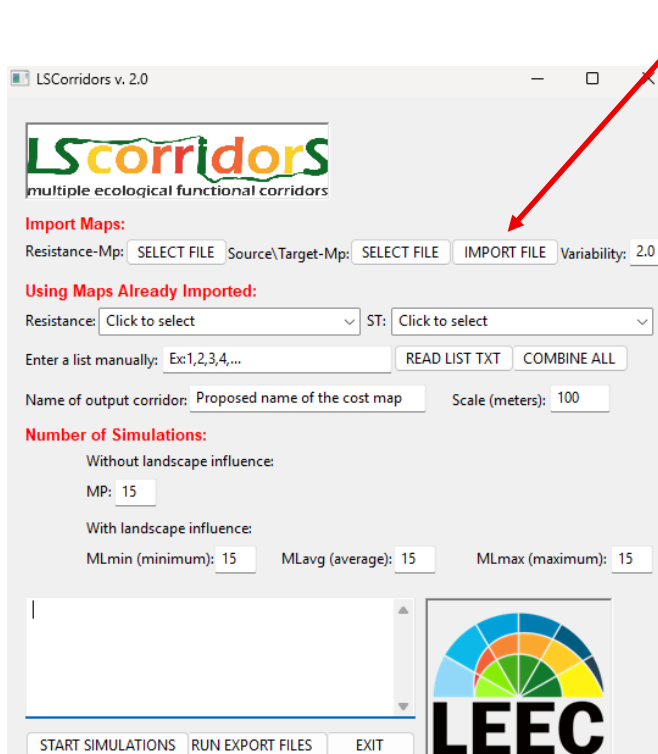 LSCorridors v. 2.0
LScorridorS
multiple ecological functional corridors
Import Maps:
Resistance-Mp: SELECT FILE Source\Target-Mp: SELECT FILE IMPORT FILE Variability: 2.0
Using Maps Already Imported:
Resistance: Click to select ST: Click to select
Enter a list manually: Ex:1,2,3,4,... READ LIST TXT COMBINE ALL
Name of output corridor: Proposed name of the cost map Scale (meters): 100
Number of Simulations:
Without landscape influence:
MP: 15
With landscape influence:
MLmin (minimum): 15 MLavg (average): 15 MLmax (maximum): 15
LEEC
START SIMULATIONS RUN EXPORT FILES EXIT